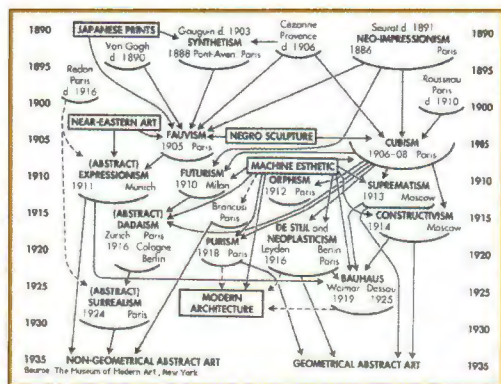 1890 JAPANESE PRINTS Gauguin d. 1903 Cézanne Seurat d. 1891 1890
Van Gogh SYNTHETISM Provence NEO-IMPRESSIONISM
d. 1890 1888 Pont-Aven Paris d. 1906 1886 Paris
1895 1895
Redon Rousseau
Paris Paris
d. 1916 d. 1910
1900 1900
NEAR-EASTERN ART
FAUVISM NEGRO SCULPTURE CUBISM
1905 1905 Paris 1906-08 Paris 1905
(ABSTRACT) FUTURISM MACHINE ESTHETIC
EXPRESSIONISM 1910 Milan ORPHISM SUPREMATISM
1910 1911 Munich 1912 Paris 1913 Moscow 1910
Brancusi CONSTRUCTIVISM
Paris 1914 Moscow
1915 (ABSTRACT) DE STIJL and 1915
DADAISM PURISM NEOPLASTICISM
Zurich Paris 1918 Paris Leyden Berlin
1916 Cologne 1916 Paris
Berlin
1920 BAUHAUS 1920
Weimar Dessau
1919 1925
1925 (ABSTRACT) MODERN 1925
SURREALISM ARCHITECTURE
1924 Paris
1930 1930
1935 NON-GEOMETRICAL ABSTRACT ART GEOMETRICAL ABSTRACT ART 1935
The Museum of Modern Art, New York